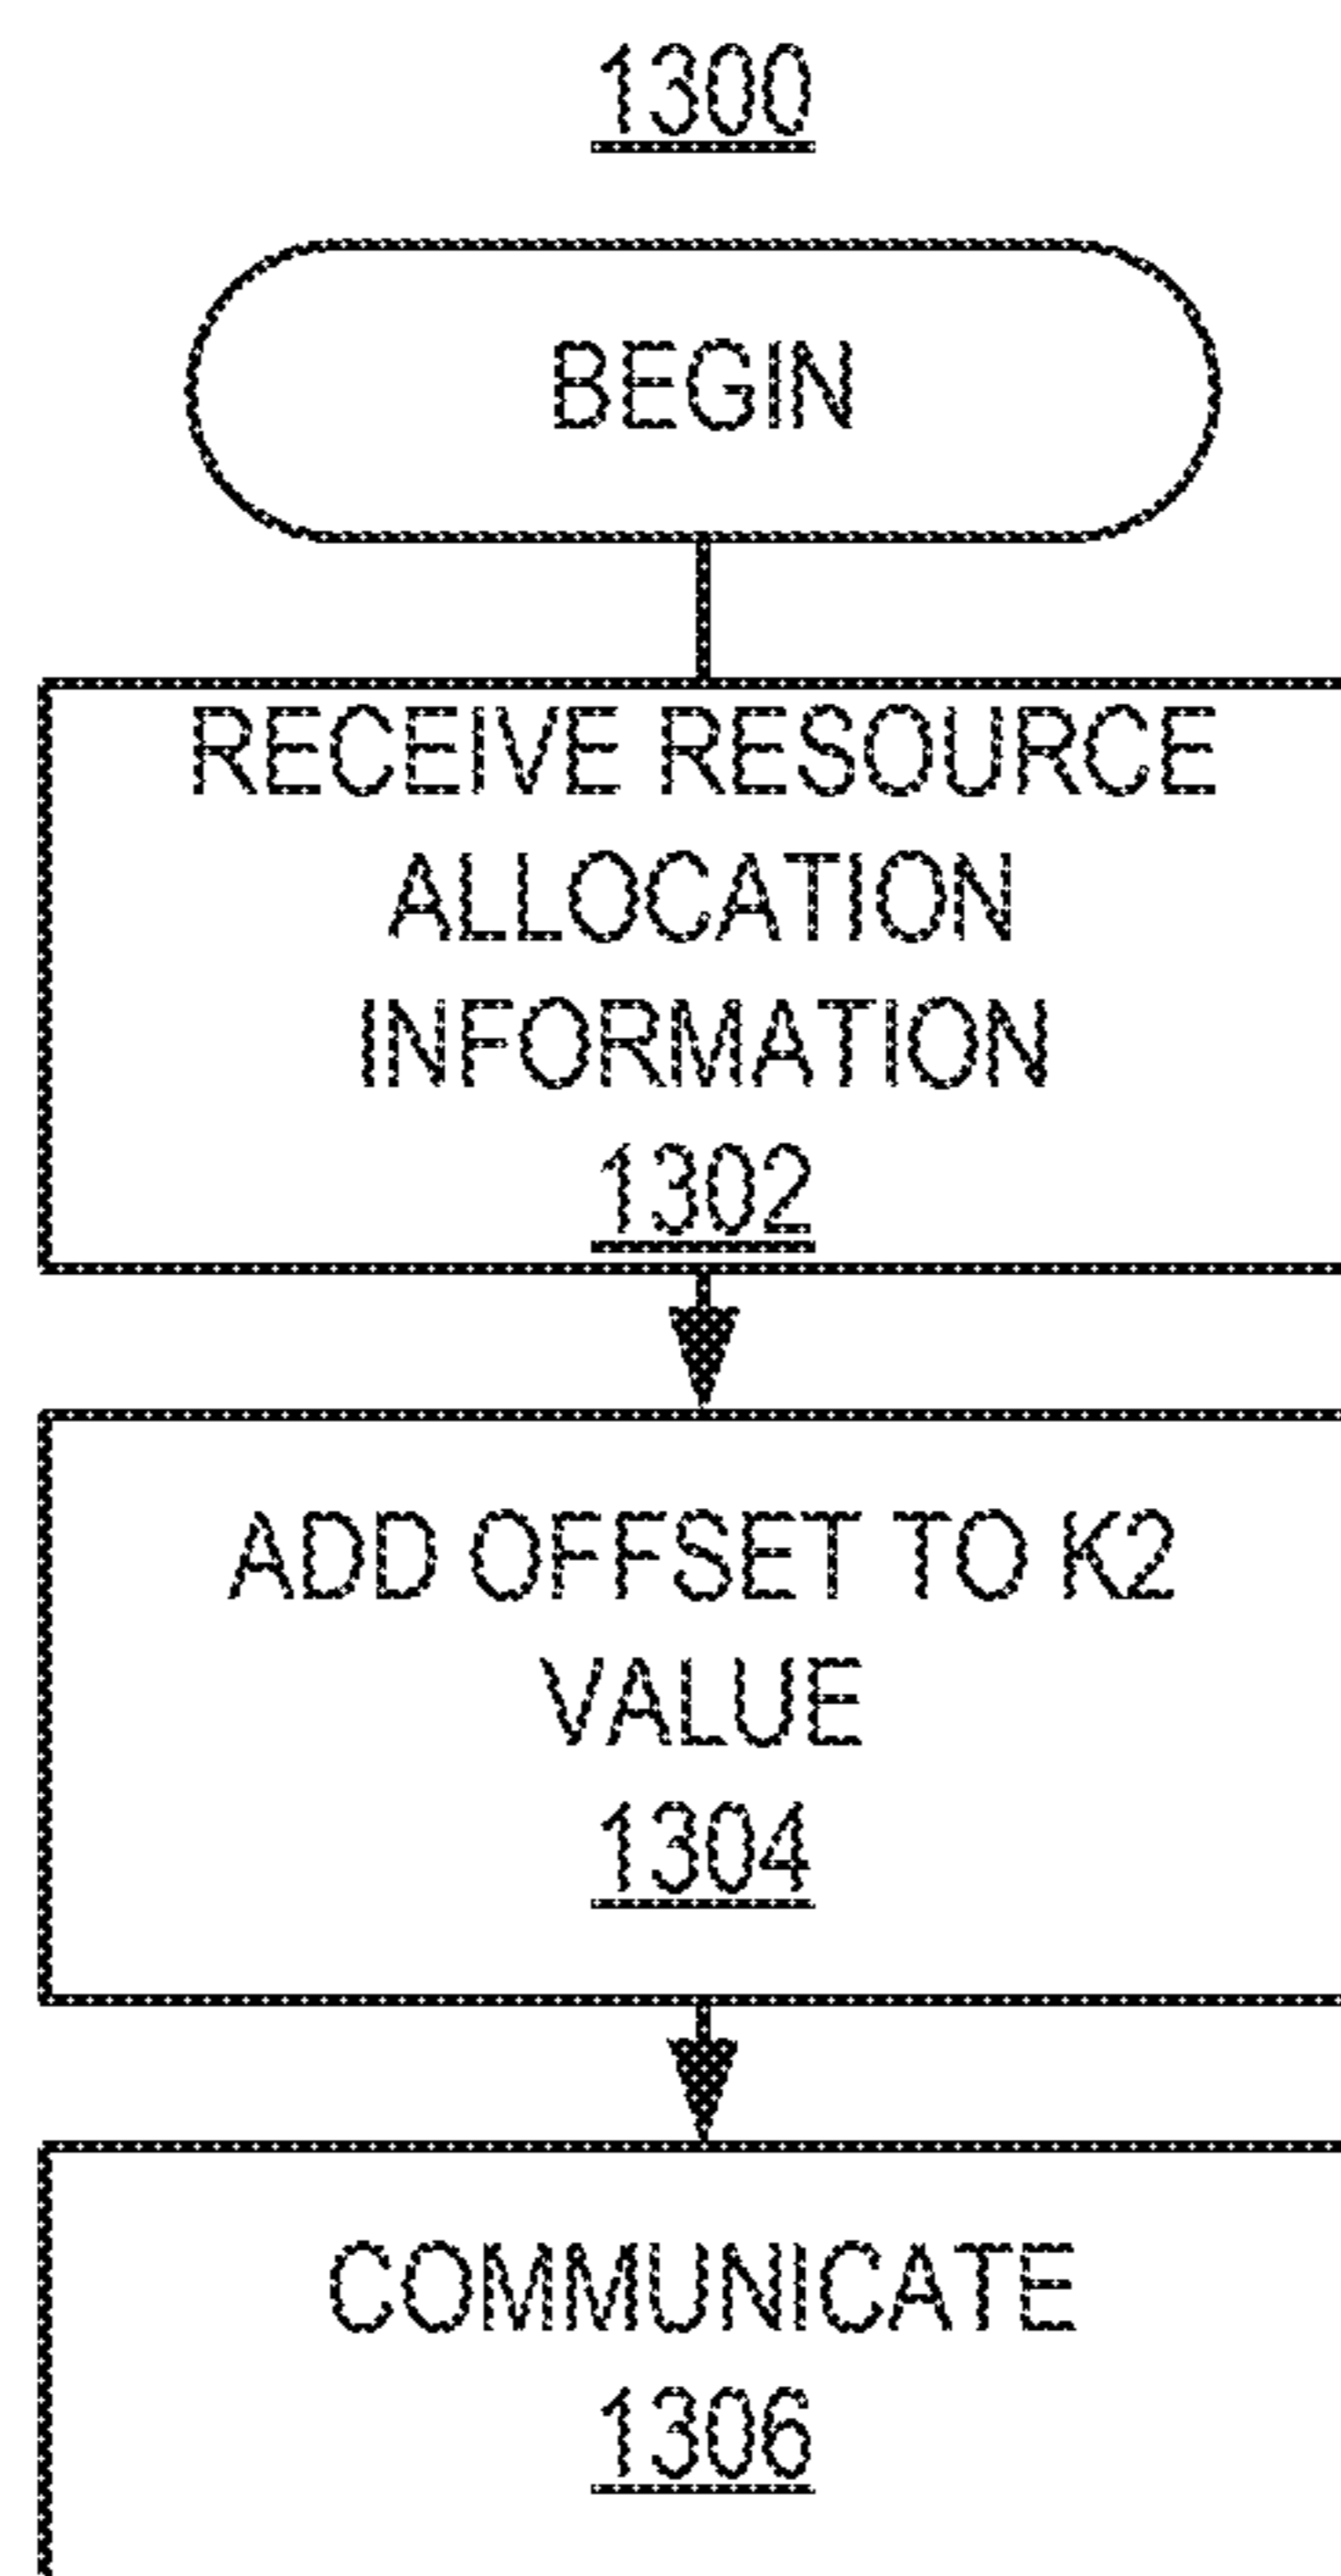 1300
BEGIN
RECEIVE RESOURCE
ALLOCATION
INFORMATION
1302
ADD OFFSET TO K2
VALUE
1304
COMMUNICATE
1306